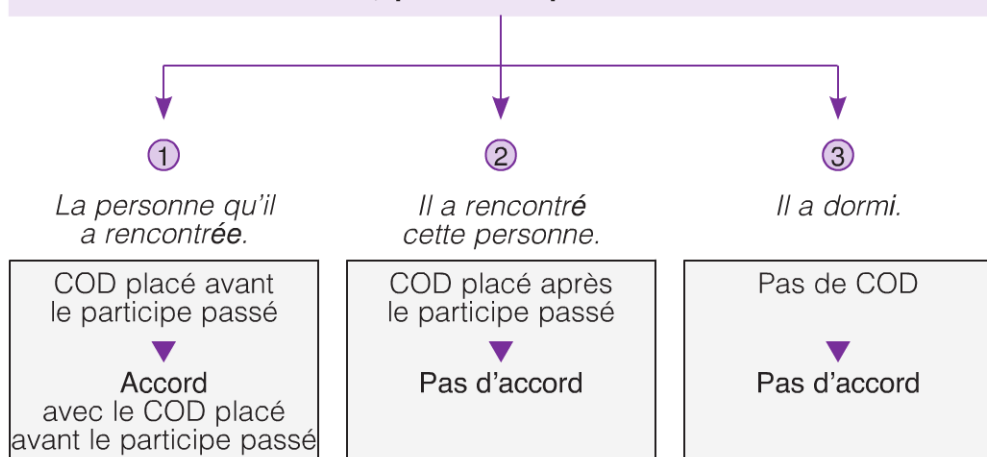 1
La personne qu'il
a rencontrée.
COD placé avant
le participe passé
Accord
avec le COD placé
avant le participe passé
2
Il a rencontré
cette personne.
COD placé après
le participe passé
Pas d'accord
3
Il a dormi.
Pas de COD
Pas d'accord